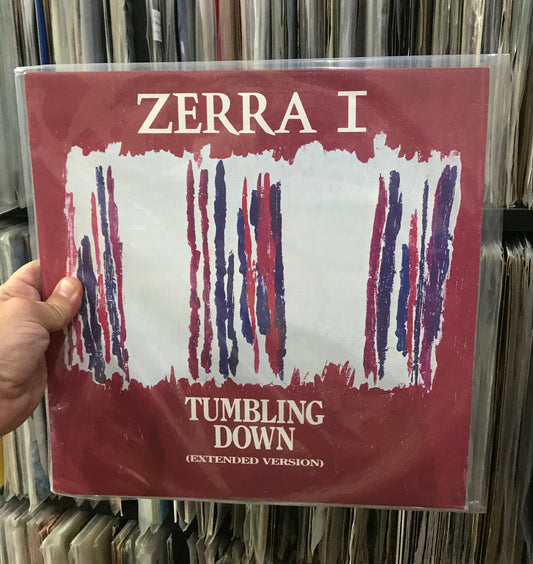 ZERRA I
TUMBLING
DOWN
(EXTENDED VERSION)